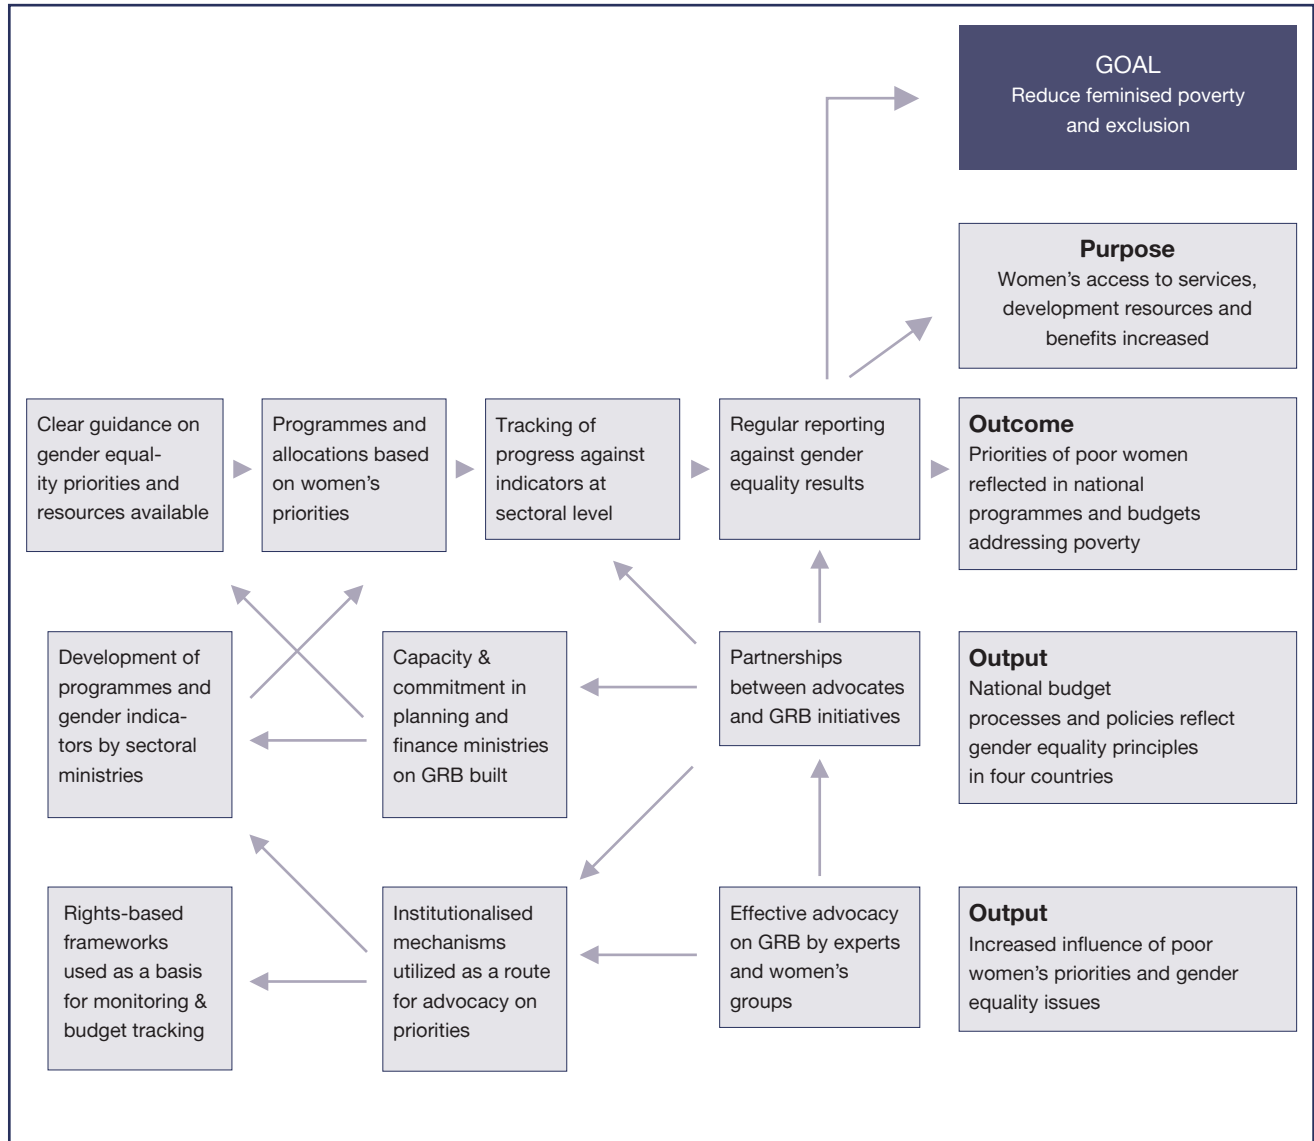 GOAL
Reduce feminised poverty
and exclusion
Purpose
Women’s access to services,
development resources and
benefits increased
Clear guidance on
gender equal-
ity priorities and
resources available
Programmes and
allocations based
on women’s
priorities
Tracking of
progress against
indicators at
sectoral level
Regular reporting
against gender
equality results
Outcome
Priorities of poor women
reflected in national
programmes and budgets
addressing poverty
Development of
programmes and
gender indica-
tors by sectoral
ministries
Capacity &
commitment in
planning and
finance ministries
on GRB built
Partnerships
between advocates
and GRB initiatives
Output
National budget
processes and policies reflect
gender equality principles
in four countries
Rights-based
frameworks
used as a basis
for monitoring &
budget tracking
Institutionalised
mechanisms
utilized as a route
for advocacy on
priorities
Effective advocacy
on GRB by experts
and women’s
groups
Output
Increased influence of poor
women’s priorities and gender
equality issues